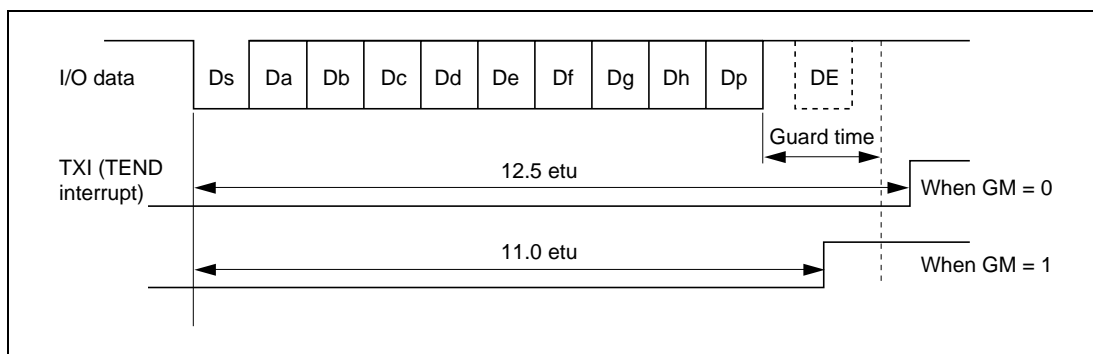 I/O data
Ds Da Db Dc Dd De Df Dg Dh Dp DE
Guard time
TXI (TEND
interrupt)
12.5 etu
When GM = 0
11.0 etu
When GM = 1